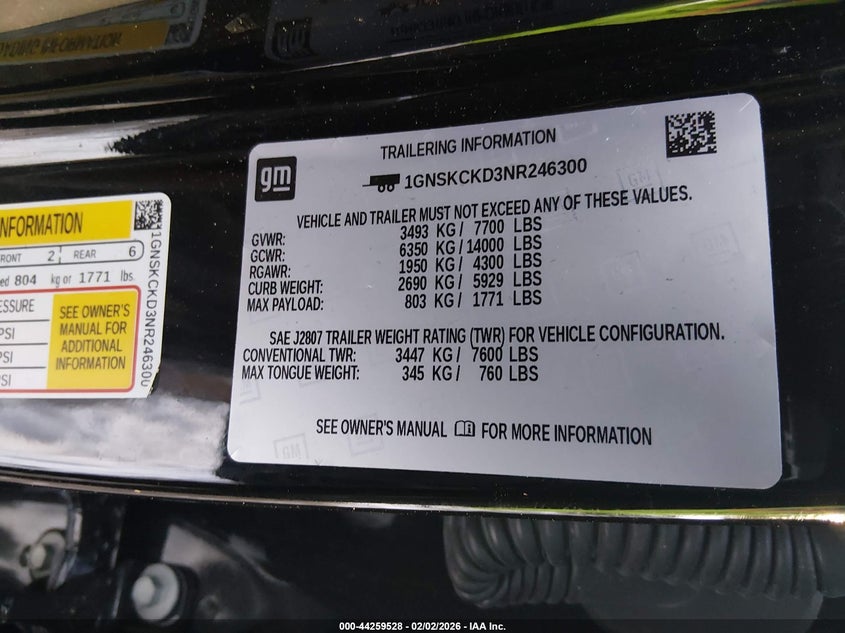 NFORMATION
FRONT 2 REAR 6
ed 804 kg or 1771 lbs.
ESSURE
PSI
PSI
PSI
SEE OWNER'S
MANUAL FOR
ADDITIONAL
INFORMATION
1GNSKCKD3NR246300
gm
TRAILERING INFORMATION
1GNSKCKD3NR246300
VEHICLE AND TRAILER MUST NOT EXCEED ANY OF THESE VALUES.
GVWR: 3493 KG / 7700 LBS
GCWR: 6350 KG / 14000 LBS
RGAWR: 1950 KG / 4300 LBS
CURB WEIGHT: 2690 KG / 5929 LBS
MAX PAYLOAD: 803 KG / 1771 LBS
SAE J2807 TRAILER WEIGHT RATING (TWR) FOR VEHICLE CONFIGURATION.
CONVENTIONAL TWR: 3447 KG / 7600 LBS
MAX TONGUE WEIGHT: 345 KG / 760 LBS
SEE OWNER'S MANUAL FOR MORE INFORMATION
000-44259528 - 02/02/2026 - IAA Inc.